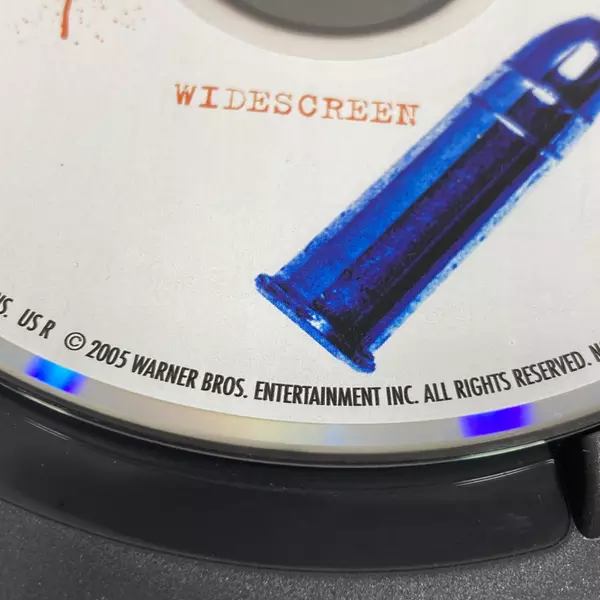 WIDESCREEN
US R © 2005 WARNER BROS. ENTERTAINMENT INC. ALL RIGHTS RESERVED.